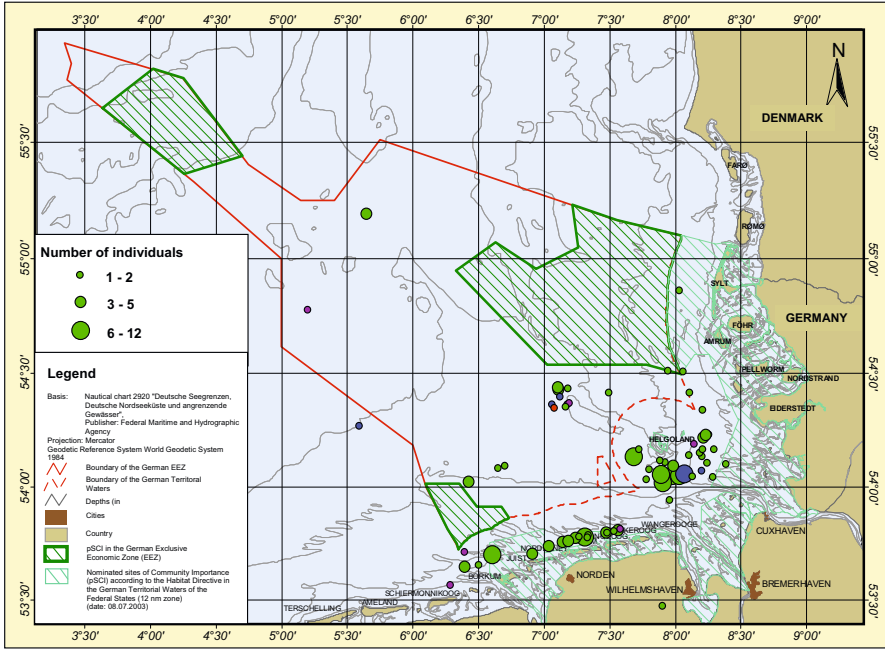 3°30' 4°00' 4°30' 5°00' 5°30' 6°00' 6°30' 7°00' 7°30' 8°00' 8°30' 9°00'
N
DENMARK
55°30' 55°30'
FARØ
RØMØ
55°00' 55°00'
Number of individuals
1 - 2
3 - 5
6 - 12
SYLT
FÖHR
GERMANY
AMRUM
54°30' 54°30'
PELLWORM
NORDSTRAND
EIDERSTEDT
HELGOLAND
54°00' 54°00'
WANGEROOGE
CUXHAVEN
JUIST
BORKUM
NORDEN
WILHELMSHAVEN
BREMERHAVEN
SCHIERMONNIKOOG
AMELAND
TERSCHELLING
53°30' 53°30'
Legend
Basis: Nautical chart 2920 "Deutsche Seegrenzen,
Deutsche Nordseeküste und angrenzende
Gewässer",
Publisher: Federal Maritime and Hydrographic
Agency
Projection: Mercator
Geodetic Reference System World Geodetic System
1984
Boundary of the German EEZ
Boundary of the German Territorial
Waters
Depths (in
Cities
Country
pSCI in the German Exclusive
Economic Zone (EEZ)
Nominated sites of Community Importance
(pSCI) according to the Habitat Directive in
the German Territorial Waters of the
Federal States (12 nm zone)
(date: 08.07.2003)
3°30' 4°00' 4°30' 5°00' 5°30' 6°00' 6°30' 7°00' 7°30' 8°00' 8°30' 9°00'